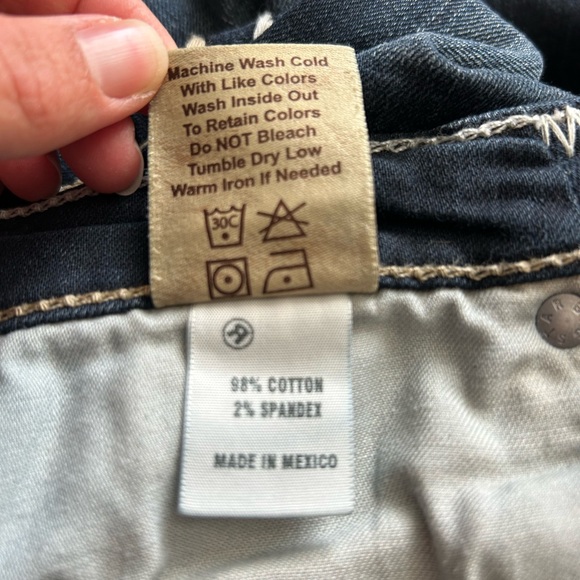 Machine Wash Cold
With Like Colors
Wash Inside Out
To Retain Colors
Do NOT Bleach
Tumble Dry Low
Warm Iron If Needed
30C
98% COTTON
2% SPANDEX
MADE IN MEXICO